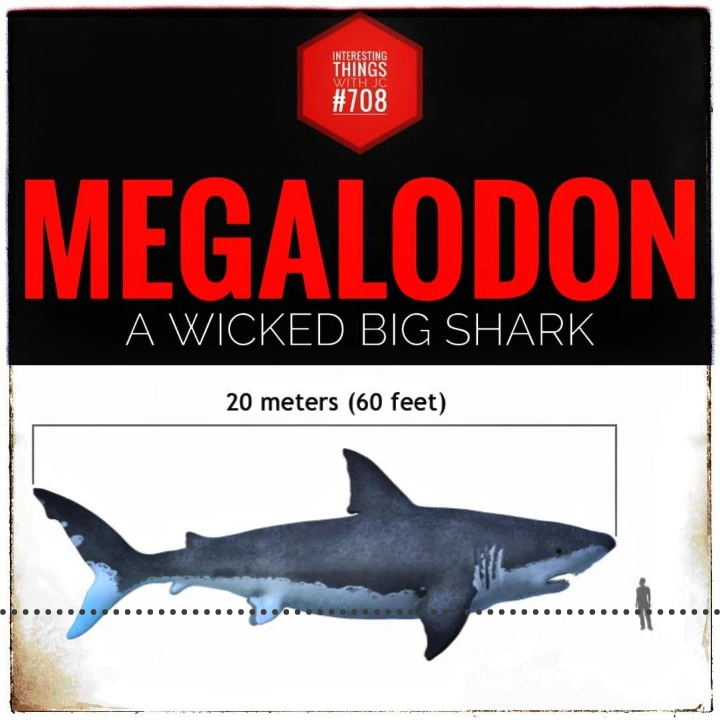 INTERESTING
THINGS
WITH JC
#708
MEGALODON
A WICKED BIG SHARK
20 meters (60 feet)